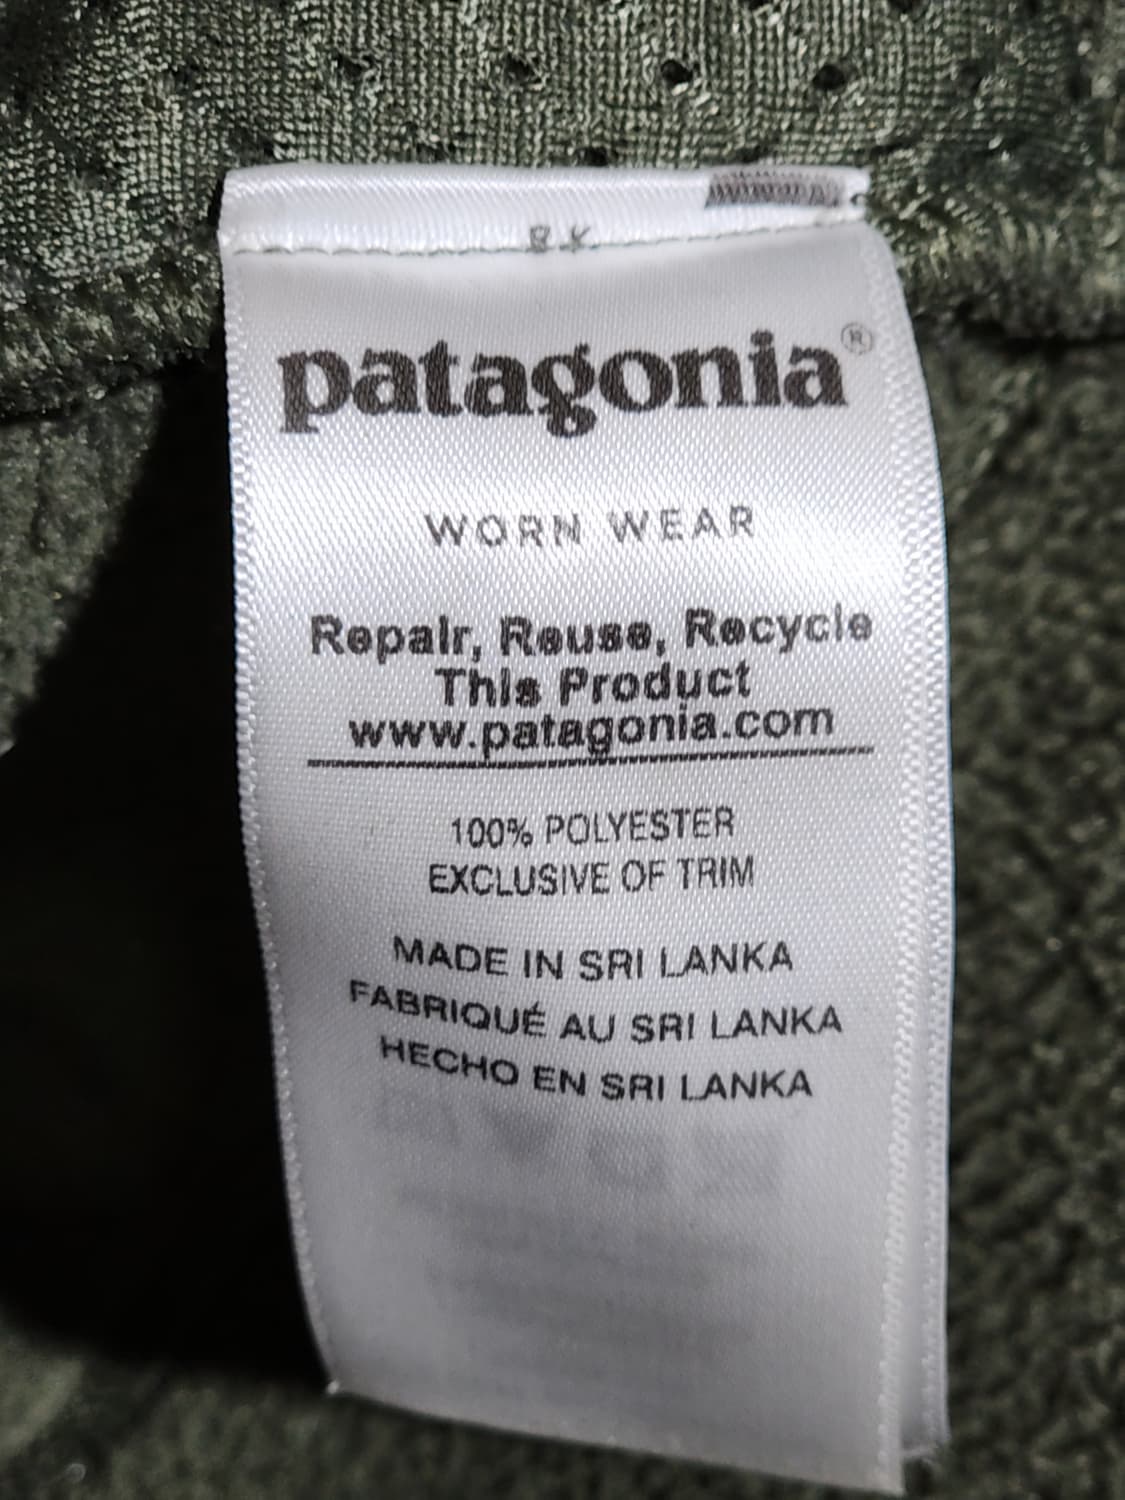 patagonia®
WORN WEAR
Repair, Reuse, Recycle
This Product
www.patagonia.com
100% POLYESTER
EXCLUSIVE OF TRIM
MADE IN SRI LANKA
FABRIQUÉ AU SRI LANKA
HECHO EN SRI LANKA